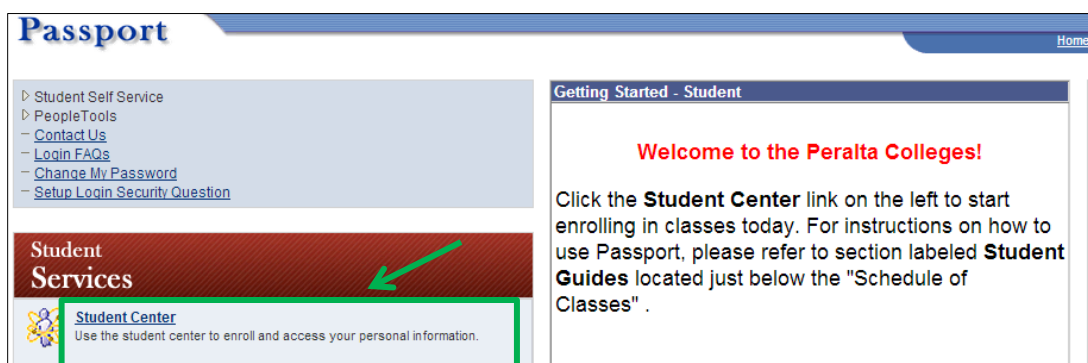 Passport
Home
Student Self Service
PeopleTools
Contact Us
Login FAQs
Change My Password
Setup Login Security Question
Student
Services
Student Center
Use the student center to enroll and access your personal information.
Getting Started - Student
Welcome to the Peralta Colleges!
Click the Student Center link on the left to start
enrolling in classes today. For instructions on how to
use Passport, please refer to section labeled Student
Guides located just below the "Schedule of
Classes" .